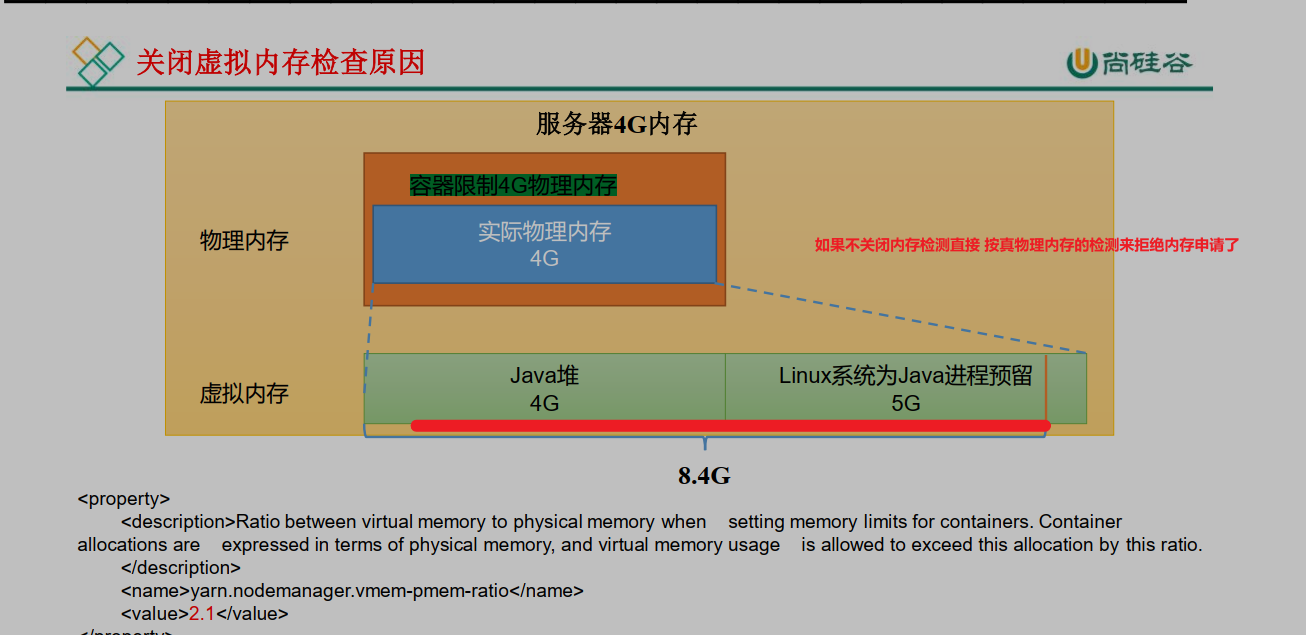 关闭虚拟内存检查原因
尚硅谷
服务器4G内存
容器限制4G物理内存
物理内存
实际物理内存
4G
如果不关闭内存检测直接 按真物理内存的检测来拒绝内存申请了
虚拟内存
Java堆
4G
Linux系统为Java进程预留
5G
8.4G
<property>
<description>Ratio between virtual memory to physical memory when setting memory limits for containers. Container
allocations are expressed in terms of physical memory, and virtual memory usage is allowed to exceed this allocation by this ratio.
</description>
<name>yarn.nodemanager.vmem-pmem-ratio</name>
<value>2.1</value>
</property>